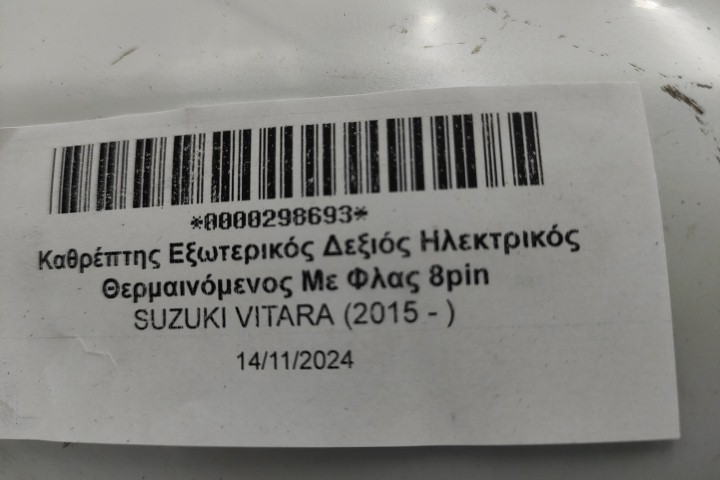 *0000298693*
Καθρέπτης Εξωτερικός Δεξιός Ηλεκτρικός
Θερμαινόμενος Με Φλας 8pin
SUZUKI VITARA (2015 - )
14/11/2024